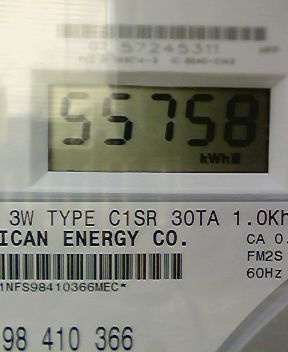 57245311
55758
kWh
3W TYPE C1SR 30TA 1.0Kh
ICAN ENERGY CO.
CA 0.
FM2S
60Hz
1NFS98410366MEC*
98 410 366